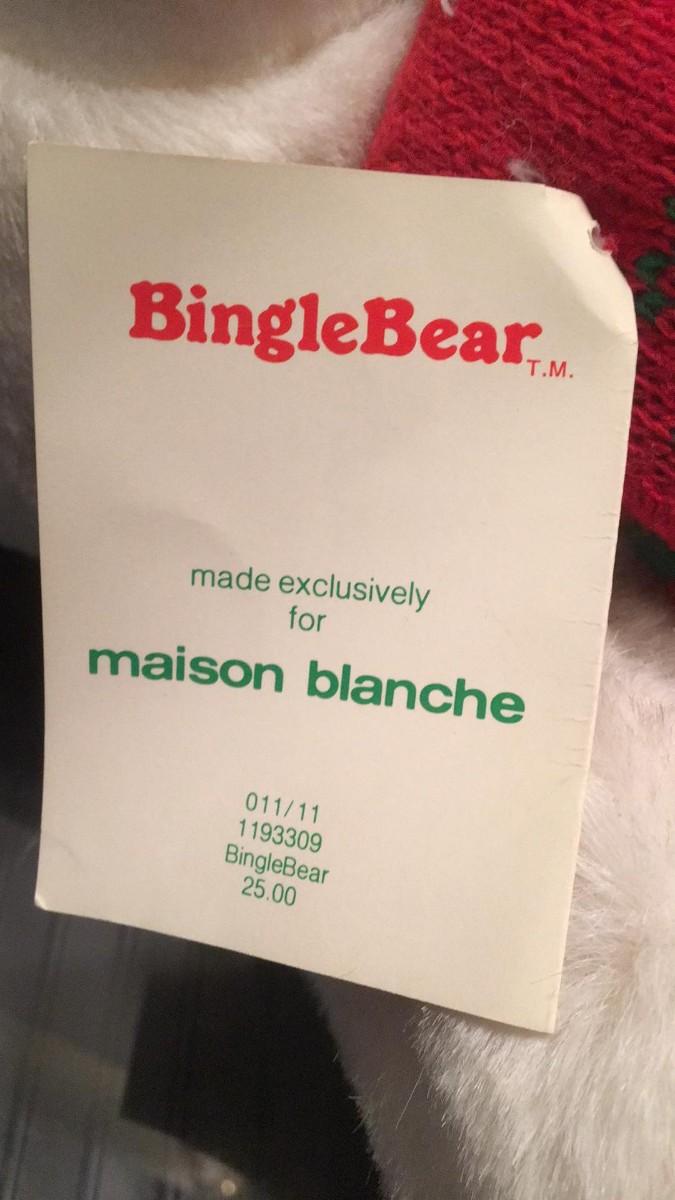 BingleBear T.M.
made exclusively
for
maison blanche
011/11
1193309
BingleBear
25.00